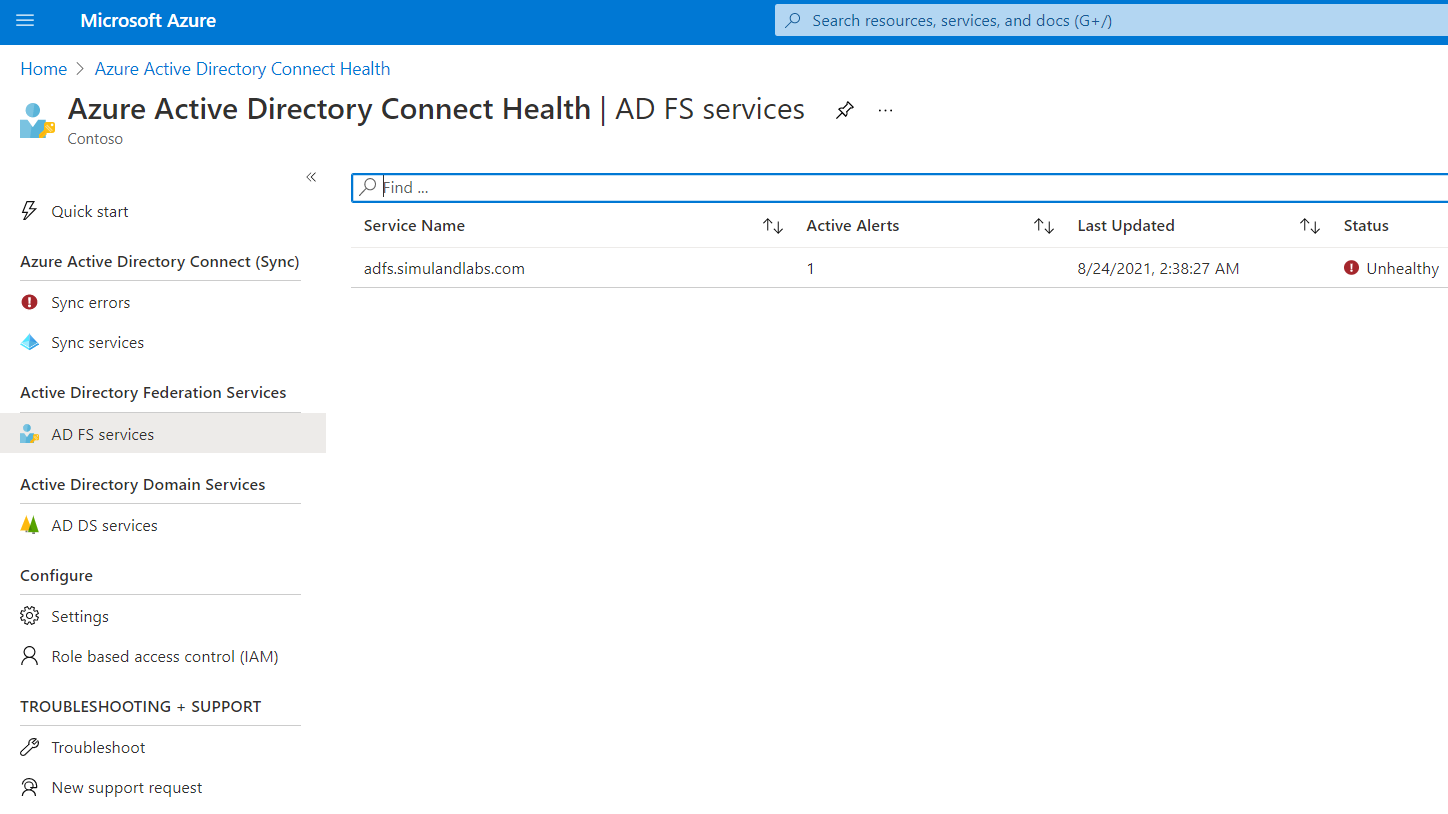 Microsoft Azure
Search resources, services, and docs (G+/)
Home > Azure Active Directory Connect Health
Azure Active Directory Connect Health | AD FS services
Contoso
Quick start
Azure Active Directory Connect (Sync)
Sync errors
Sync services
Active Directory Federation Services
AD FS services
Active Directory Domain Services
AD DS services
Configure
Settings
Role based access control (IAM)
TROUBLESHOOTING + SUPPORT
Troubleshoot
New support request
Find ...
Service Name Active Alerts Last Updated Status
adfs.simulandlabs.com 1 8/24/2021, 2:38:27 AM Unhealthy